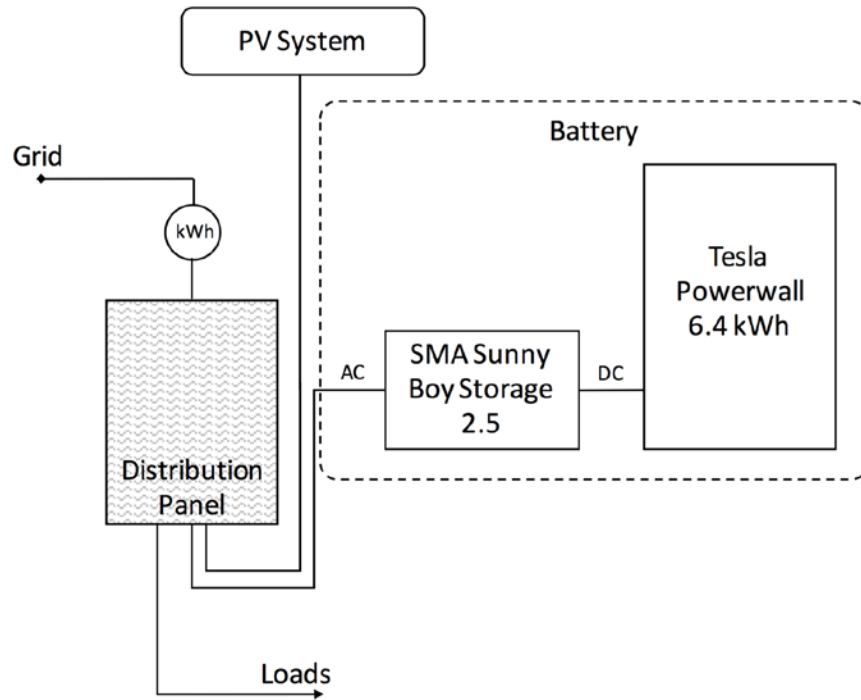 PV System
Battery
Grid
kWh
Tesla
Powerwall
6.4 kWh
SMA Sunny
Boy Storage
2.5
AC
DC
Distribution
Panel
Loads